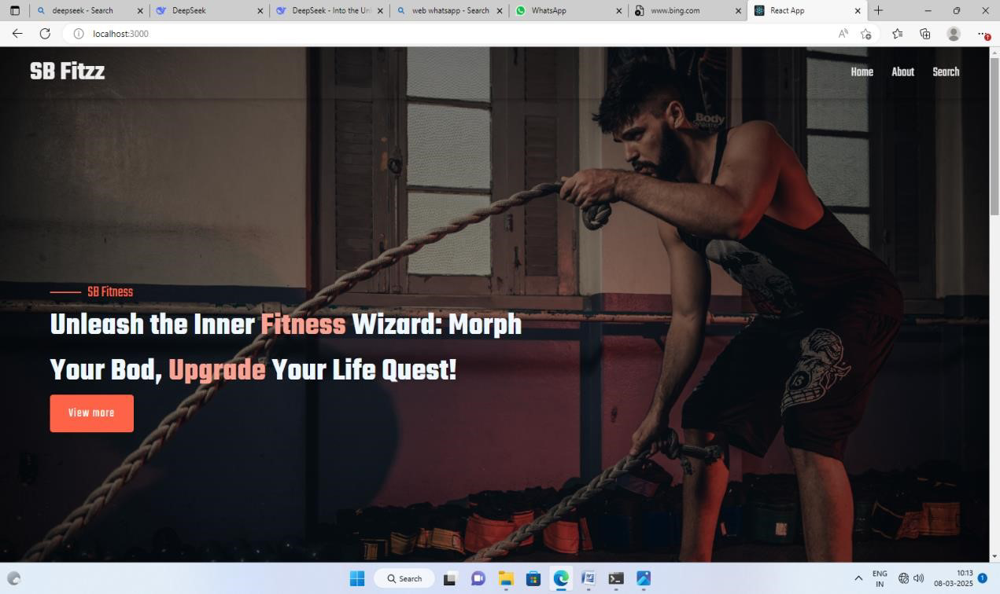 deepseek - Search
DeepSeek
DeepSeek - Into the Un
web whatsapp - Search
WhatsApp
www.bing.com
React App
localhost:3000
SB Fitzz
Home
About
Search
Body
SB Fitness
Unleash the Inner Fitness Wizard: Morph
Your Bod, Upgrade Your Life Quest!
View more
13
Search
ENG
IN
10:13
08-03-2025
1